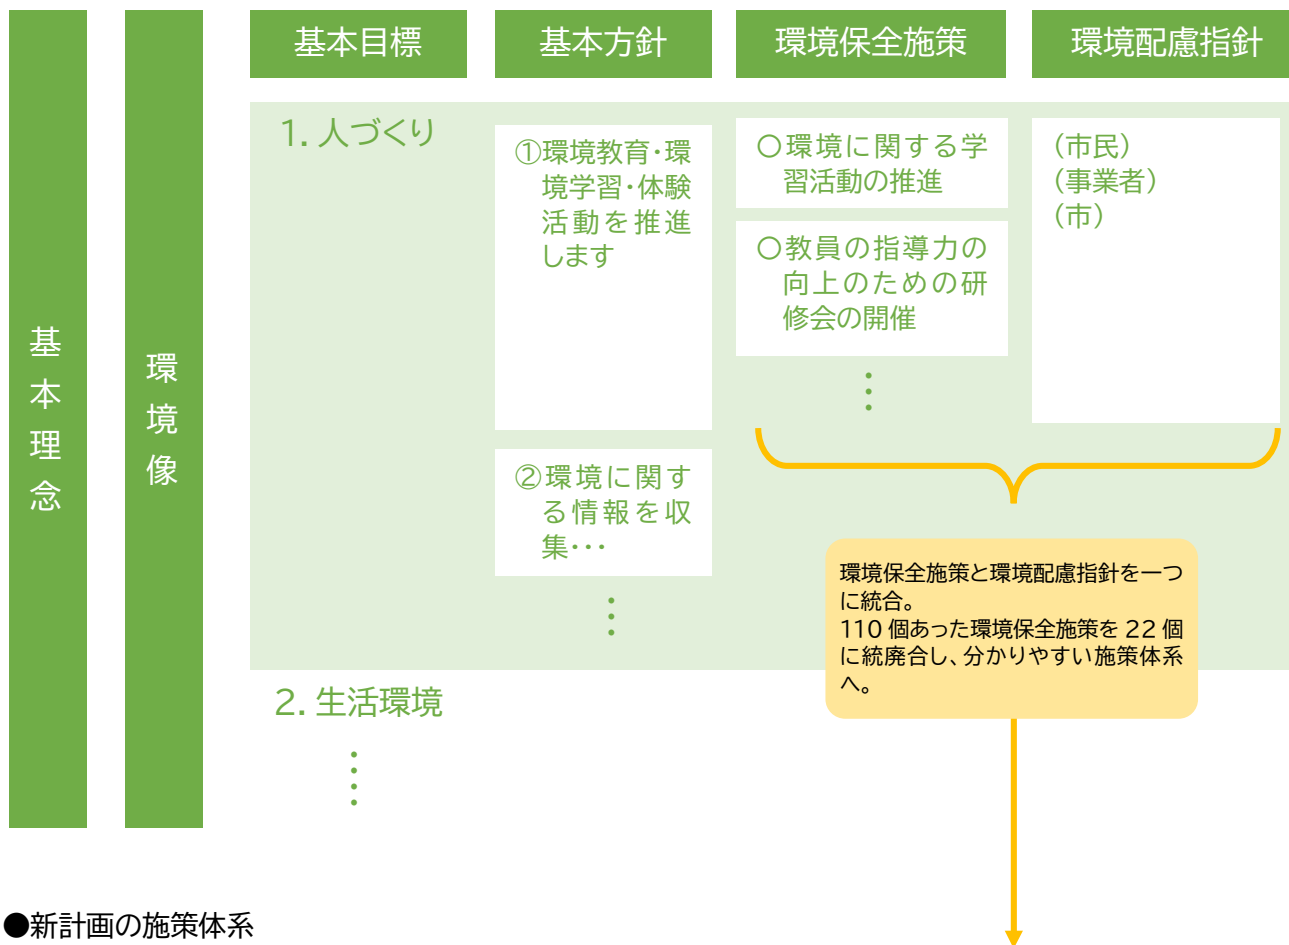 基本理念
環境像
基本目標
基本方針
環境保全施策
環境配慮指針
1. 人づくり
①環境教育・環
境学習・体験
活動を推進
します
②環境に関す
る情報を収
集・・・
〇環境に関する学
習活動の推進
〇教員の指導力の
向上のための研
修会の開催
（市民）
（事業者）
（市）
環境保全施策と環境配慮指針を一つ
に統合。
110 個あった環境保全施策を 22 個
に統廃合し、分かりやすい施策体系
へ。
2. 生活環境
●新計画の施策体系